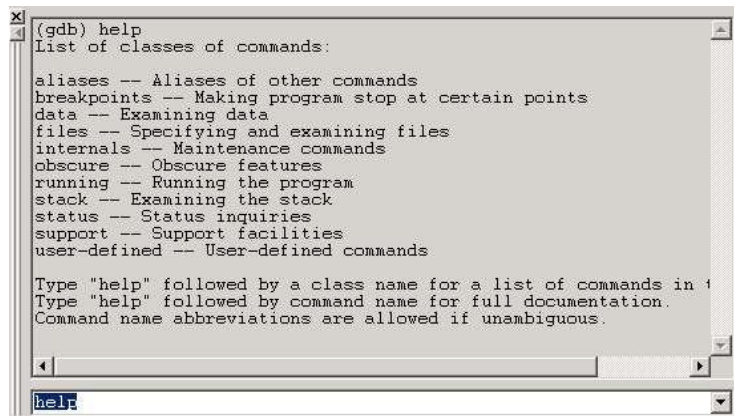 (gdb) help
List of classes of commands:
aliases -- Aliases of other commands
breakpoints -- Making program stop at certain points
data -- Examining data
files -- Specifying and examining files
internals -- Maintenance commands
obscure -- Obscure features
running -- Running the program
stack -- Examining the stack
status -- Status inquiries
support -- Support facilities
user-defined -- User-defined commands
Type "help" followed by a class name for a list of commands in
Type "help" followed by command name for full documentation.
Command name abbreviations are allowed if unambiguous.
help